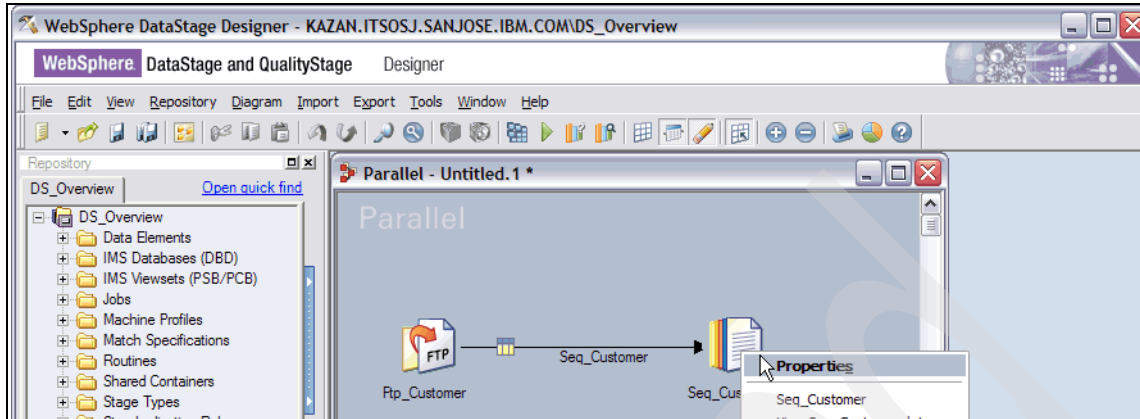 WebSphere DataStage Designer - KAZAN.ITSOSJ.SANJOSE.IBM.COM\DS_Overview
WebSphere. DataStage and QualityStage Designer
File Edit View Repository Diagram Import Export Tools Window Help
Repository
Parallel - Untitled.1 *
DS_Overview Open quick find
DS_Overview
Parallel
Data Elements
IMS Databases (DBD)
IMS Viewsets (PSB/PCB)
Jobs
Machine Profiles
Match Specifications
Routines
Shared Containers
Stage Types
FTP
Seq_Customer
Ftp_Customer
Seq_Cus
Properties
Seq_Customer